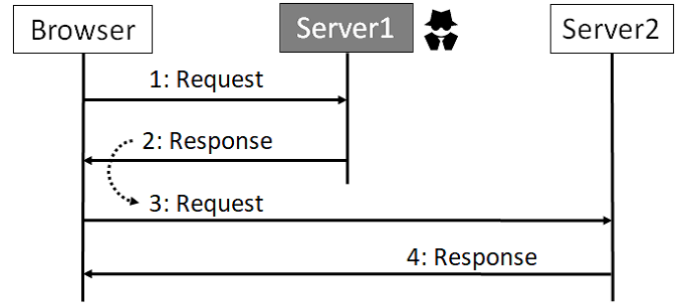 Browser
Server1
Server2
1: Request
2: Response
3: Request
4: Response